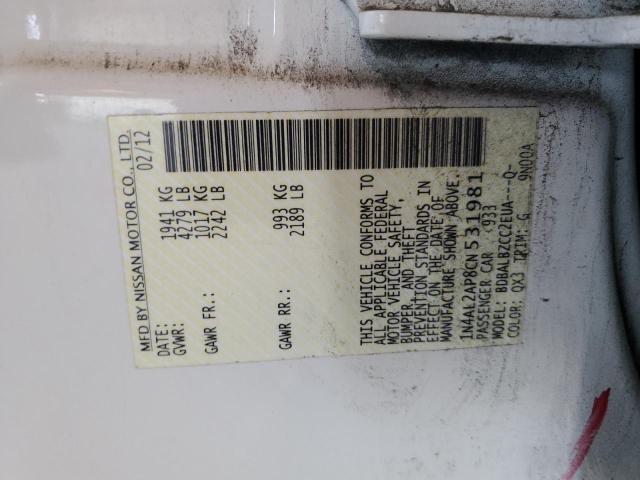 MFD BY NISSAN MOTOR CO., LTD.
DATE: 02/12
GVWR: 1941 KG
4279 LB
GAWR FR.: 1017 KG
2242 LB
GAWR RR.: 993 KG
2189 LB
THIS VEHICLE CONFORMS TO
ALL APPLICABLE FEDERAL
MOTOR VEHICLE SAFETY,
BUMPER, AND THEFT
PREVENTION STANDARDS IN
EFFECT ON THE DATE OF
MANUFACTURE SHOWN ABOVE.
1N4AL2AP8CN531981
PASSENGER CAR 933
MODEL: BDBALBZCC2EUA---Q-
COLOR: QX3 TRIM: G 9N00A